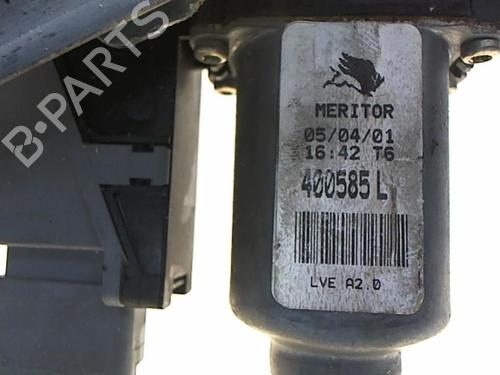 B-PARTS
MERITOR
05/04/01
16:42 T6
400585 L
LVE A2.0